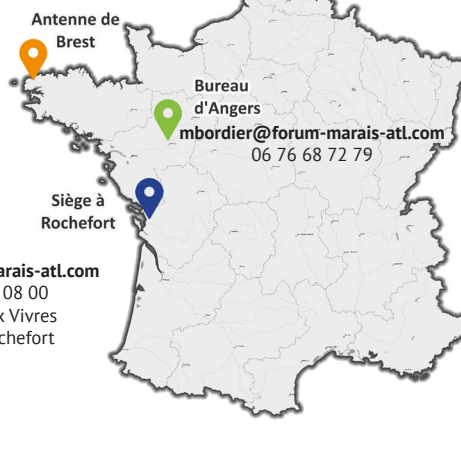 Antenne de
Brest
Bureau
d'Angers
mbordier@forum-marais-atl.com
06 76 68 72 79
Siège à
Rochefort
arais-atl.com
08 00
x Vivres
chefort